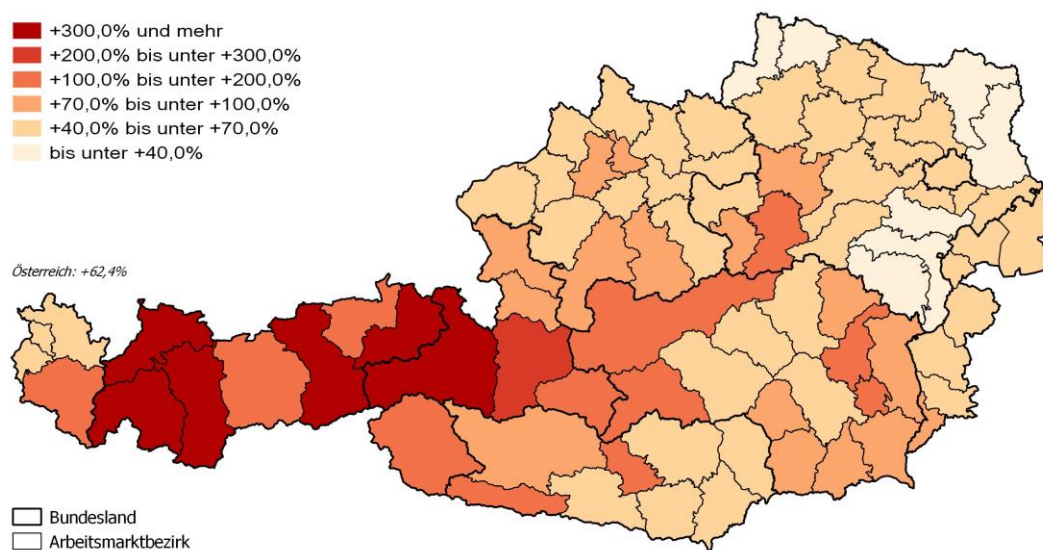 +300,0% und mehr
+200,0% bis unter +300,0%
+100,0% bis unter +200,0%
+70,0% bis unter +100,0%
+40,0% bis unter +70,0%
bis unter +40,0%
Österreich: +62,4%
Bundesland
Arbeitsmarktbezirk